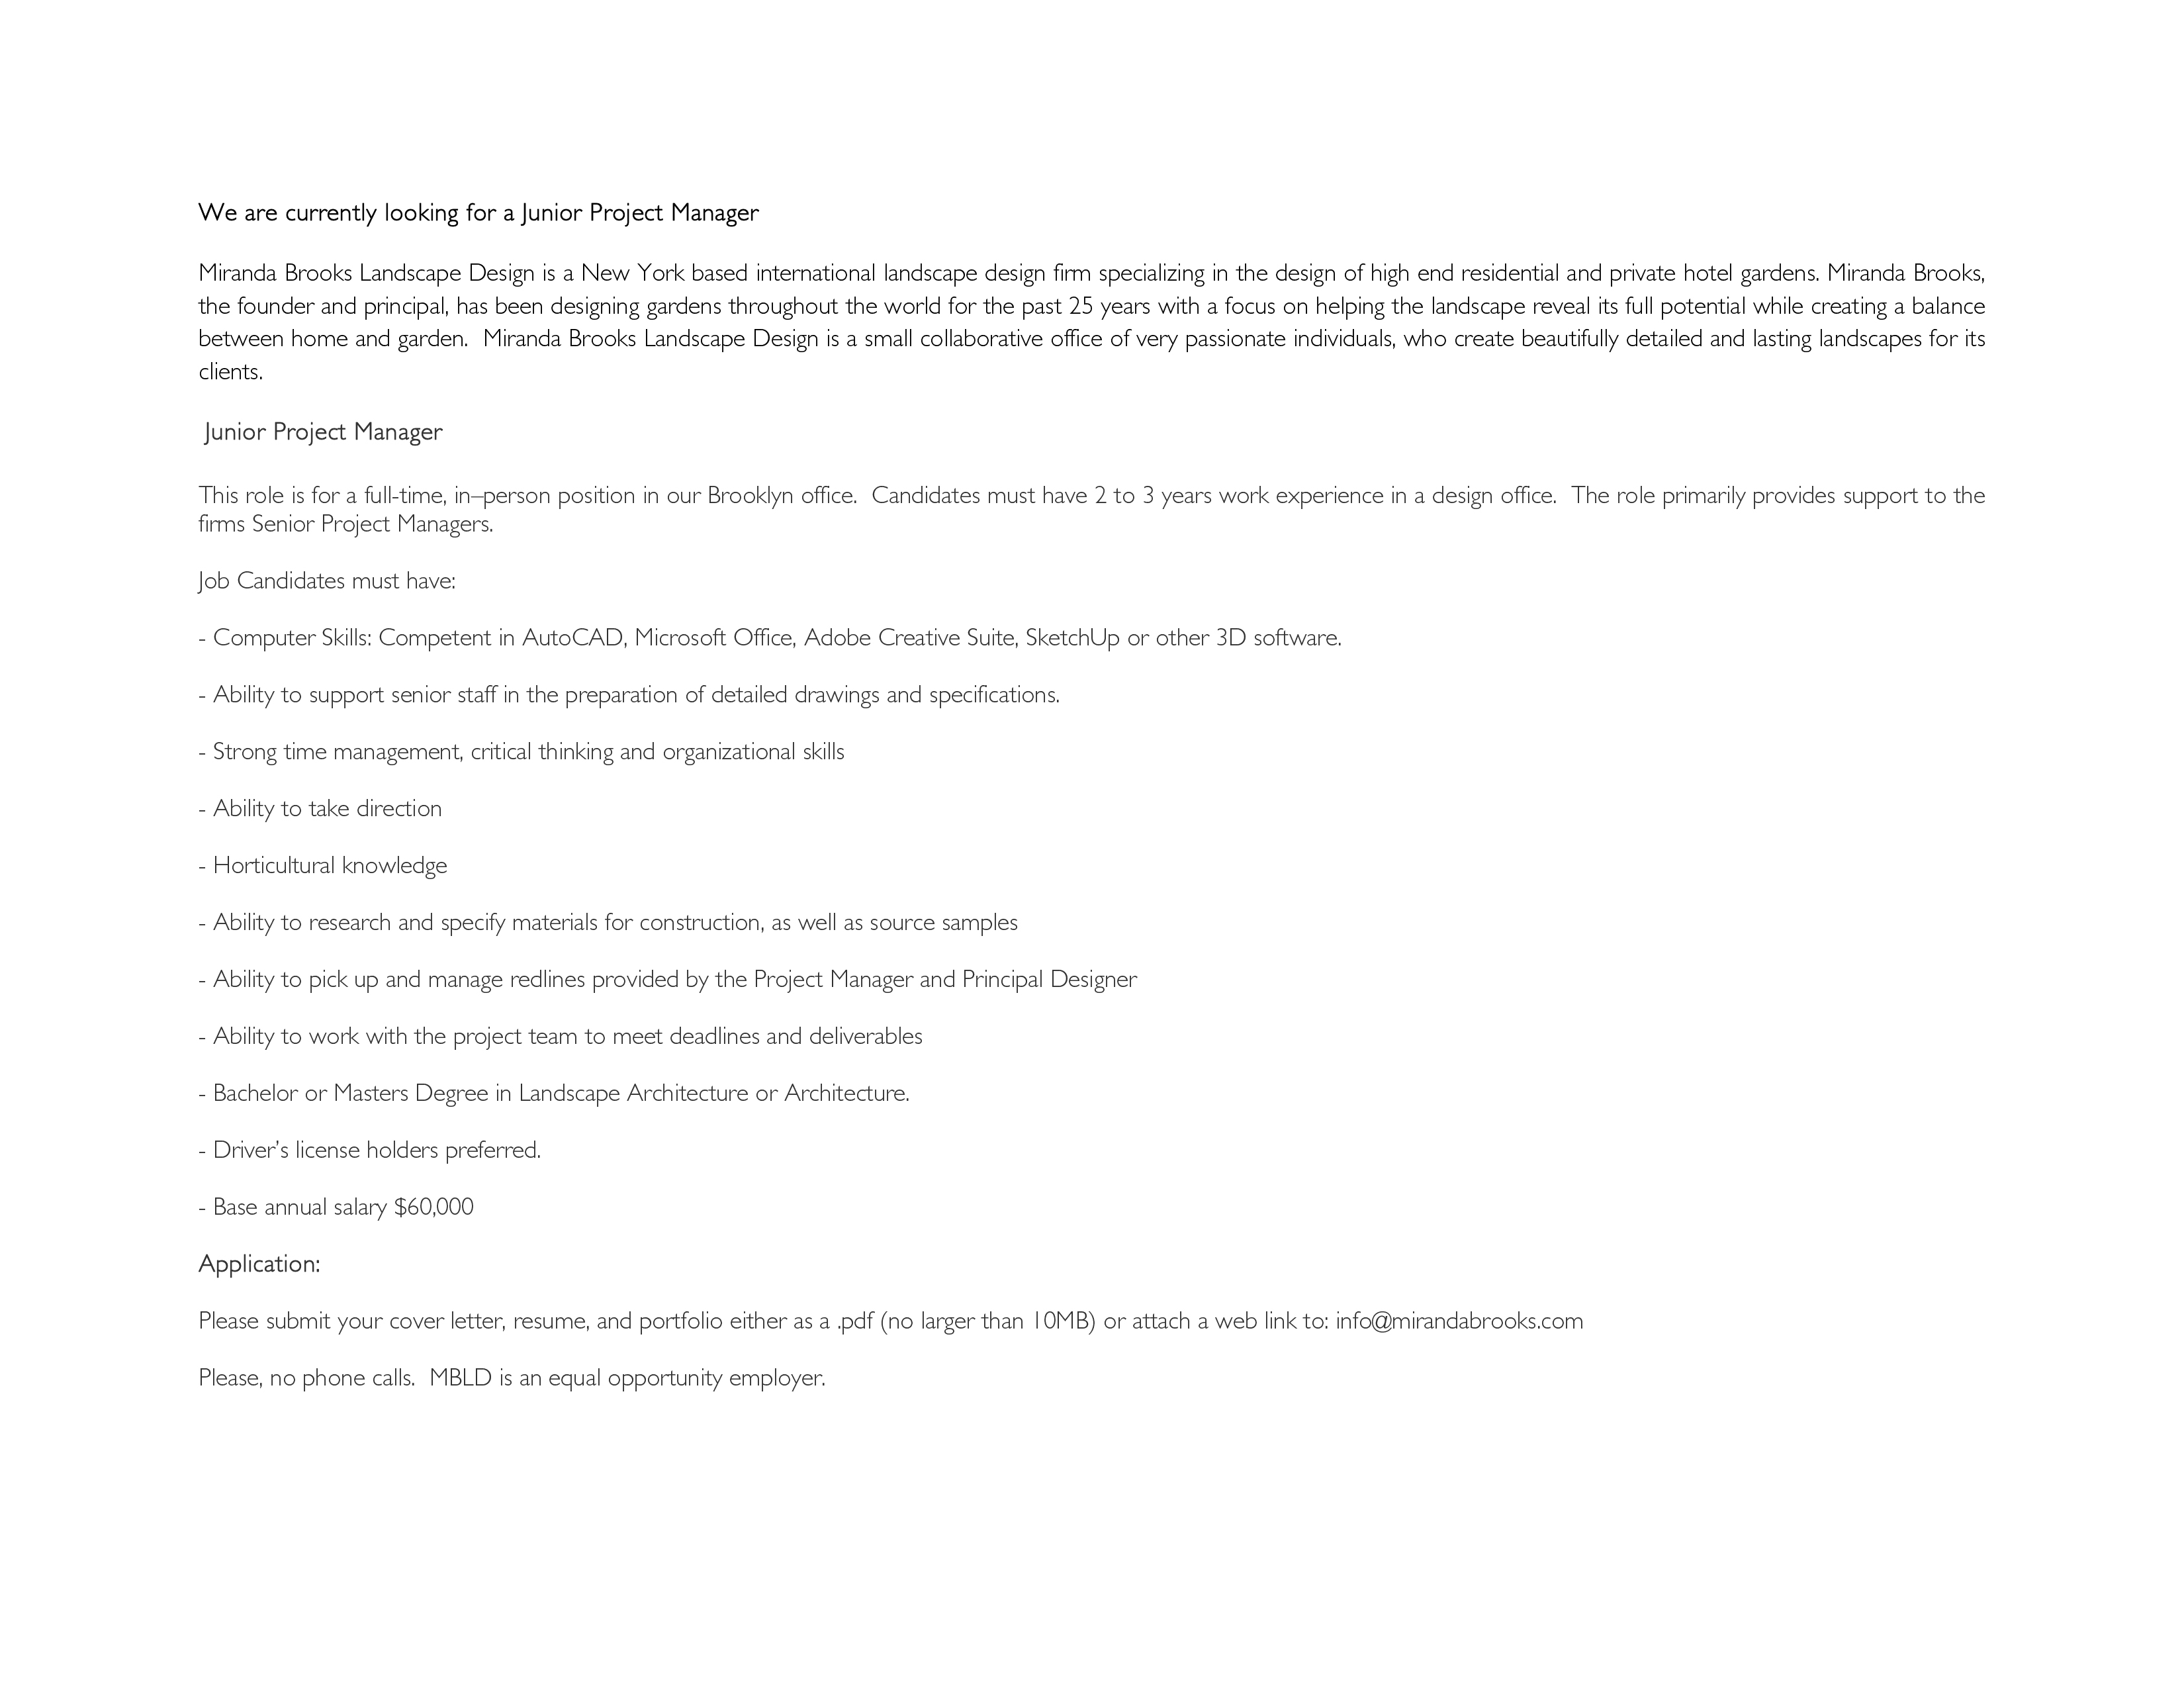 We are currently looking for a Junior Project Manager
Miranda Brooks Landscape Design is a New York based international landscape design firm specializing in the design of high end residential and private hotel gardens. Miranda Brooks,
the founder and principal, has been designing gardens throughout the world for the past 25 years with a focus on helping the landscape reveal its full potential while creating a balance
between home and garden.  Miranda Brooks Landscape Design is a small collaborative office of very passionate individuals, who create beautifully detailed and lasting landscapes for its
clients.
Junior Project Manager
This role is for a full-time, in–person position in our Brooklyn office.  Candidates must have 2 to 3 years work experience in a design office.  The role primarily provides support to the
firms Senior Project Managers.
Job Candidates must have:
- Computer Skills: Competent in AutoCAD, Microsoft Office, Adobe Creative Suite, SketchUp or other 3D software.
- Ability to support senior staff in the preparation of detailed drawings and specifications.
- Strong time management, critical thinking and organizational skills
- Ability to take direction
- Horticultural knowledge
- Ability to research and specify materials for construction, as well as source samples
- Ability to pick up and manage redlines provided by the Project Manager and Principal Designer
- Ability to work with the project team to meet deadlines and deliverables
- Bachelor or Masters Degree in Landscape Architecture or Architecture.
- Driver’s license holders preferred.
- Base annual salary $60,000
Application:
Please submit your cover letter, resume, and portfolio either as a .pdf (no larger than 10MB) or attach a web link to: info@mirandabrooks.com
Please, no phone calls.  MBLD is an equal opportunity employer.